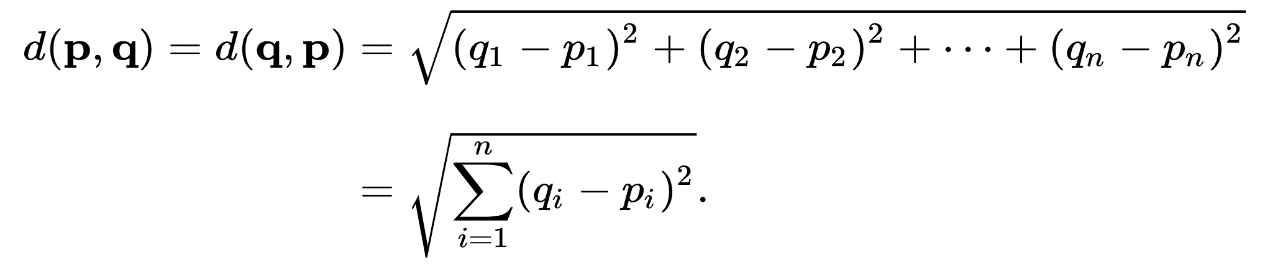 d(𝐩, 𝐪) = d(𝐪, 𝐩) = √((q₁ − p₁)² + (q₂ − p₂)² + ⋯ + (qₙ − pₙ)²)
= √(∑ᵢ₌₁ⁿ (qᵢ − pᵢ)²).